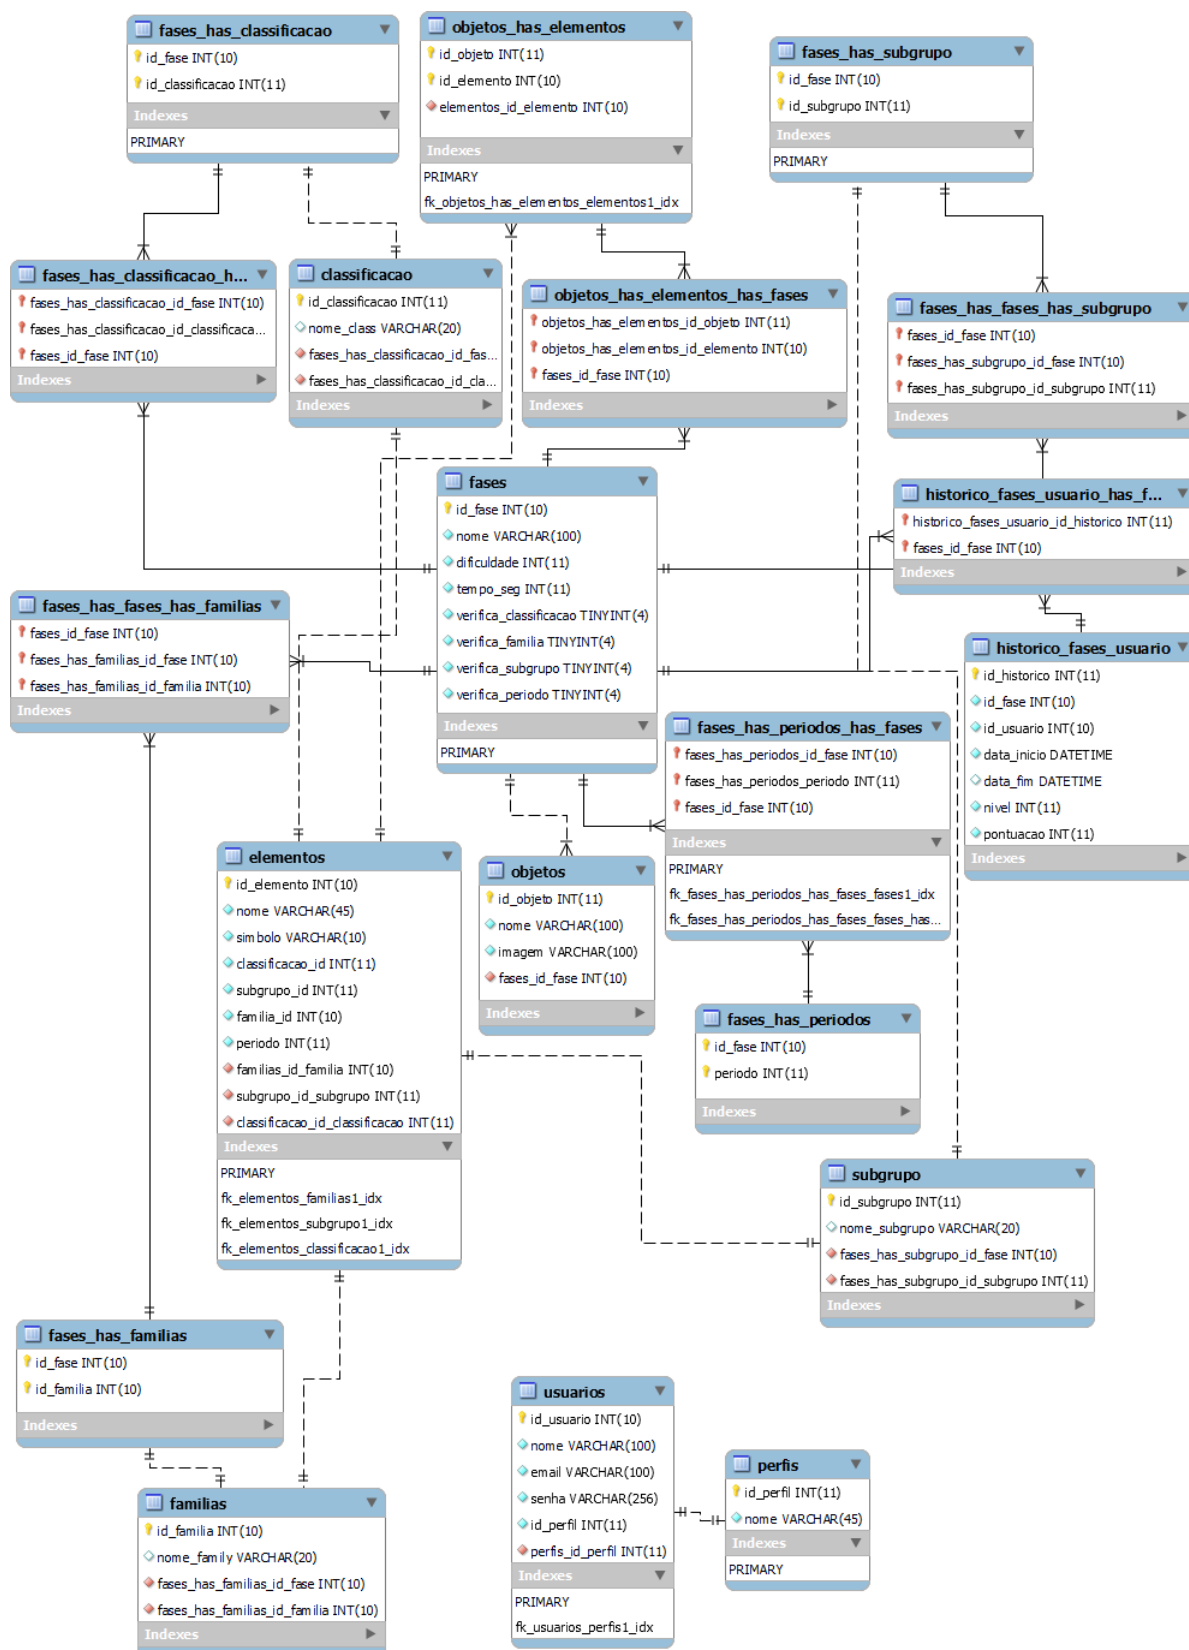 fases_has_classificacao
id_fase INT(10)
id_classificacao INT(11)
Indexes
PRIMARY
objetos_has_elementos
id_objeto INT(11)
id_elemento INT(10)
elementos_id_elemento INT(10)
Indexes
PRIMARY
fk_objetos_has_elementos_elementos1_idx
fases_has_subgrupo
id_fase INT(10)
id_subgrupo INT(11)
Indexes
PRIMARY
fases_has_classificacao_h...
fases_has_classificacao_id_fase INT(10)
fases_has_classificacao_id_classificaca...
fases_id_fase INT(10)
Indexes
classificacao
id_classificacao INT(11)
nome_class VARCHAR(20)
fases_has_classificacao_id_fas...
fases_has_classificacao_id_cla...
Indexes
objetos_has_elementos_has_fases
objetos_has_elementos_id_objeto INT(11)
objetos_has_elementos_id_elemento INT(10)
fases_id_fase INT(10)
Indexes
fases_has_fases_has_subgrupo
fases_id_fase INT(10)
fases_has_subgrupo_id_fase INT(10)
fases_has_subgrupo_id_subgrupo INT(11)
Indexes
fases
id_fase INT(10)
nome VARCHAR(100)
dificuldade INT(11)
tempo_seg INT(11)
verifica_classificacao TINYINT(4)
verifica_familia TINYINT(4)
verifica_subgrupo TINYINT(4)
verifica_periodo TINYINT(4)
Indexes
PRIMARY
historico_fases_usuario_has_f...
historico_fases_usuario_id_historico INT(11)
fases_id_fase INT(10)
Indexes
fases_has_fases_has_familias
fases_id_fase INT(10)
fases_has_familias_id_fase INT(10)
fases_has_familias_id_familia INT(10)
Indexes
historico_fases_usuario
id_historico INT(11)
id_fase INT(10)
id_usuario INT(10)
data_inicio DATETIME
data_fim DATETIME
nivel INT(11)
pontuacao INT(11)
Indexes
fases_has_periodos_has_fases
fases_has_periodos_id_fase INT(10)
fases_has_periodos_periodo INT(11)
fases_id_fase INT(10)
Indexes
PRIMARY
fk_fases_has_periodos_has_fases_fases1_idx
fk_fases_has_periodos_has_fases_fases_has...
elementos
id_elemento INT(10)
nome VARCHAR(45)
simbolo VARCHAR(10)
classificacao_id INT(11)
subgrupo_id INT(11)
familia_id INT(10)
periodo INT(11)
familias_id_familia INT(10)
subgrupo_id_subgrupo INT(11)
classificacao_id_classificacao INT(11)
Indexes
PRIMARY
fk_elementos_familias1_idx
fk_elementos_subgrupo1_idx
fk_elementos_classificacao1_idx
objetos
id_objeto INT(11)
nome VARCHAR(100)
imagem VARCHAR(100)
fases_id_fase INT(10)
Indexes
fases_has_periodos
id_fase INT(10)
periodo INT(11)
Indexes
subgrupo
id_subgrupo INT(11)
nome_subgrupo VARCHAR(20)
fases_has_subgrupo_id_fase INT(10)
fases_has_subgrupo_id_subgrupo INT(11)
Indexes
fases_has_familias
id_fase INT(10)
id_familia INT(10)
Indexes
usuarios
id_usuario INT(10)
nome VARCHAR(100)
email VARCHAR(100)
senha VARCHAR(256)
id_perfil INT(11)
perfis_id_perfil INT(11)
Indexes
PRIMARY
fk_usuarios_perfis1_idx
perfis
id_perfil INT(11)
nome VARCHAR(45)
Indexes
PRIMARY
familias
id_familia INT(10)
nome_family VARCHAR(20)
fases_has_familias_id_fase INT(10)
fases_has_familias_id_familia INT(10)
Indexes